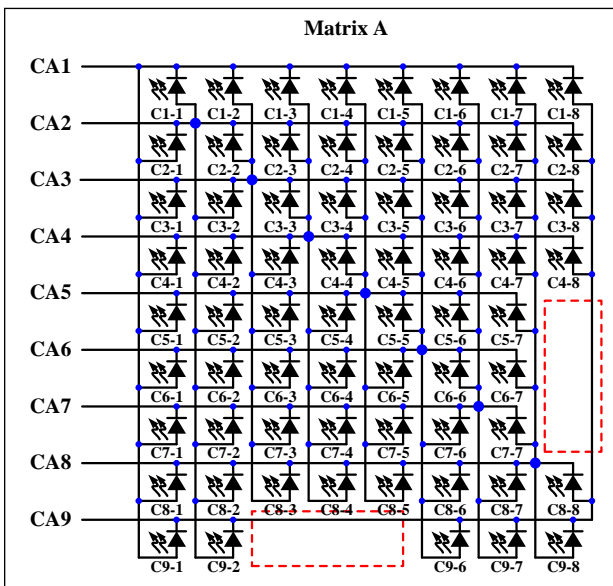 Matrix A
CA1
C1-1 C1-2 C1-3 C1-4 C1-5 C1-6 C1-7 C1-8
CA2
C2-1 C2-2 C2-3 C2-4 C2-5 C2-6 C2-7 C2-8
CA3
C3-1 C3-2 C3-3 C3-4 C3-5 C3-6 C3-7 C3-8
CA4
C4-1 C4-2 C4-3 C4-4 C4-5 C4-6 C4-7 C4-8
CA5
C5-1 C5-2 C5-3 C5-4 C5-5 C5-6 C5-7
CA6
C6-1 C6-2 C6-3 C6-4 C6-5 C6-6 C6-7
CA7
C7-1 C7-2 C7-3 C7-4 C7-5 C7-6 C7-7
CA8
C8-1 C8-2 C8-3 C8-4 C8-5 C8-6 C8-7 C8-8
CA9
C9-1 C9-2 C9-6 C9-7 C9-8